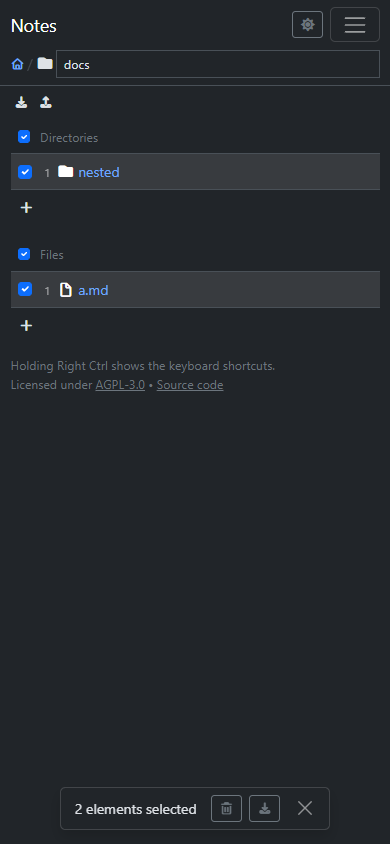 Notes
/ docs
Directories
1 nested
+
Files
1 a.md
+
Holding Right Ctrl shows the keyboard shortcuts.
Licensed under AGPL-3.0 • Source code
2 elements selected